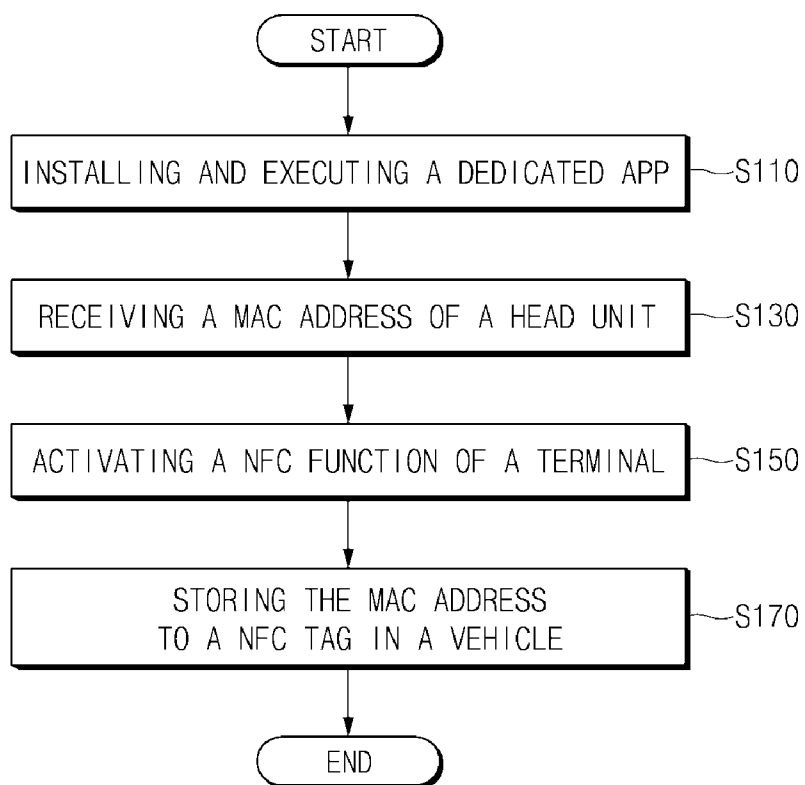 START
INSTALLING AND EXECUTING A DEDICATED APP
S110
RECEIVING A MAC ADDRESS OF A HEAD UNIT
S130
ACTIVATING A NFC FUNCTION OF A TERMINAL
S150
STORING THE MAC ADDRESS
TO A NFC TAG IN A VEHICLE
S170
END